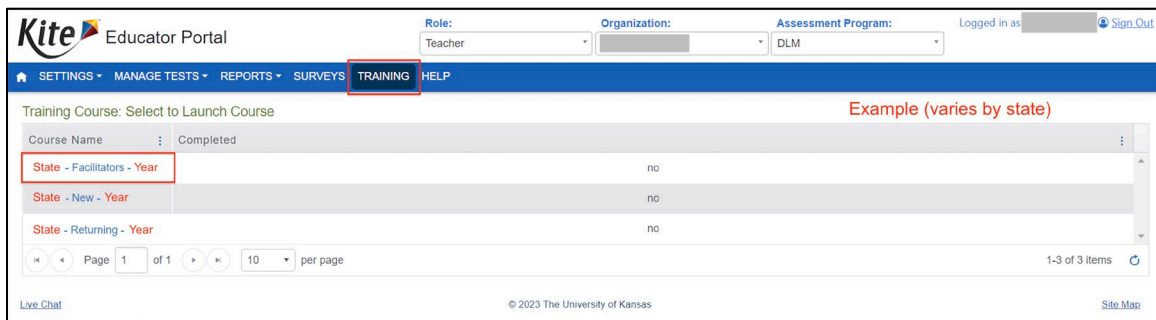 Kite Educator Portal
Role: Organization: Assessment Program: Logged in as Sign Out
Teacher DLM
SETTINGS MANAGE TESTS REPORTS SURVEYS TRAINING HELP
Training Course: Select to Launch Course Example (varies by state)
Course Name Completed
State - Facilitators - Year no
State - New - Year no
State - Returning - Year no
Page 1 of 1 10 per page 1-3 of 3 items
Live Chat © 2023 The University of Kansas Site Map